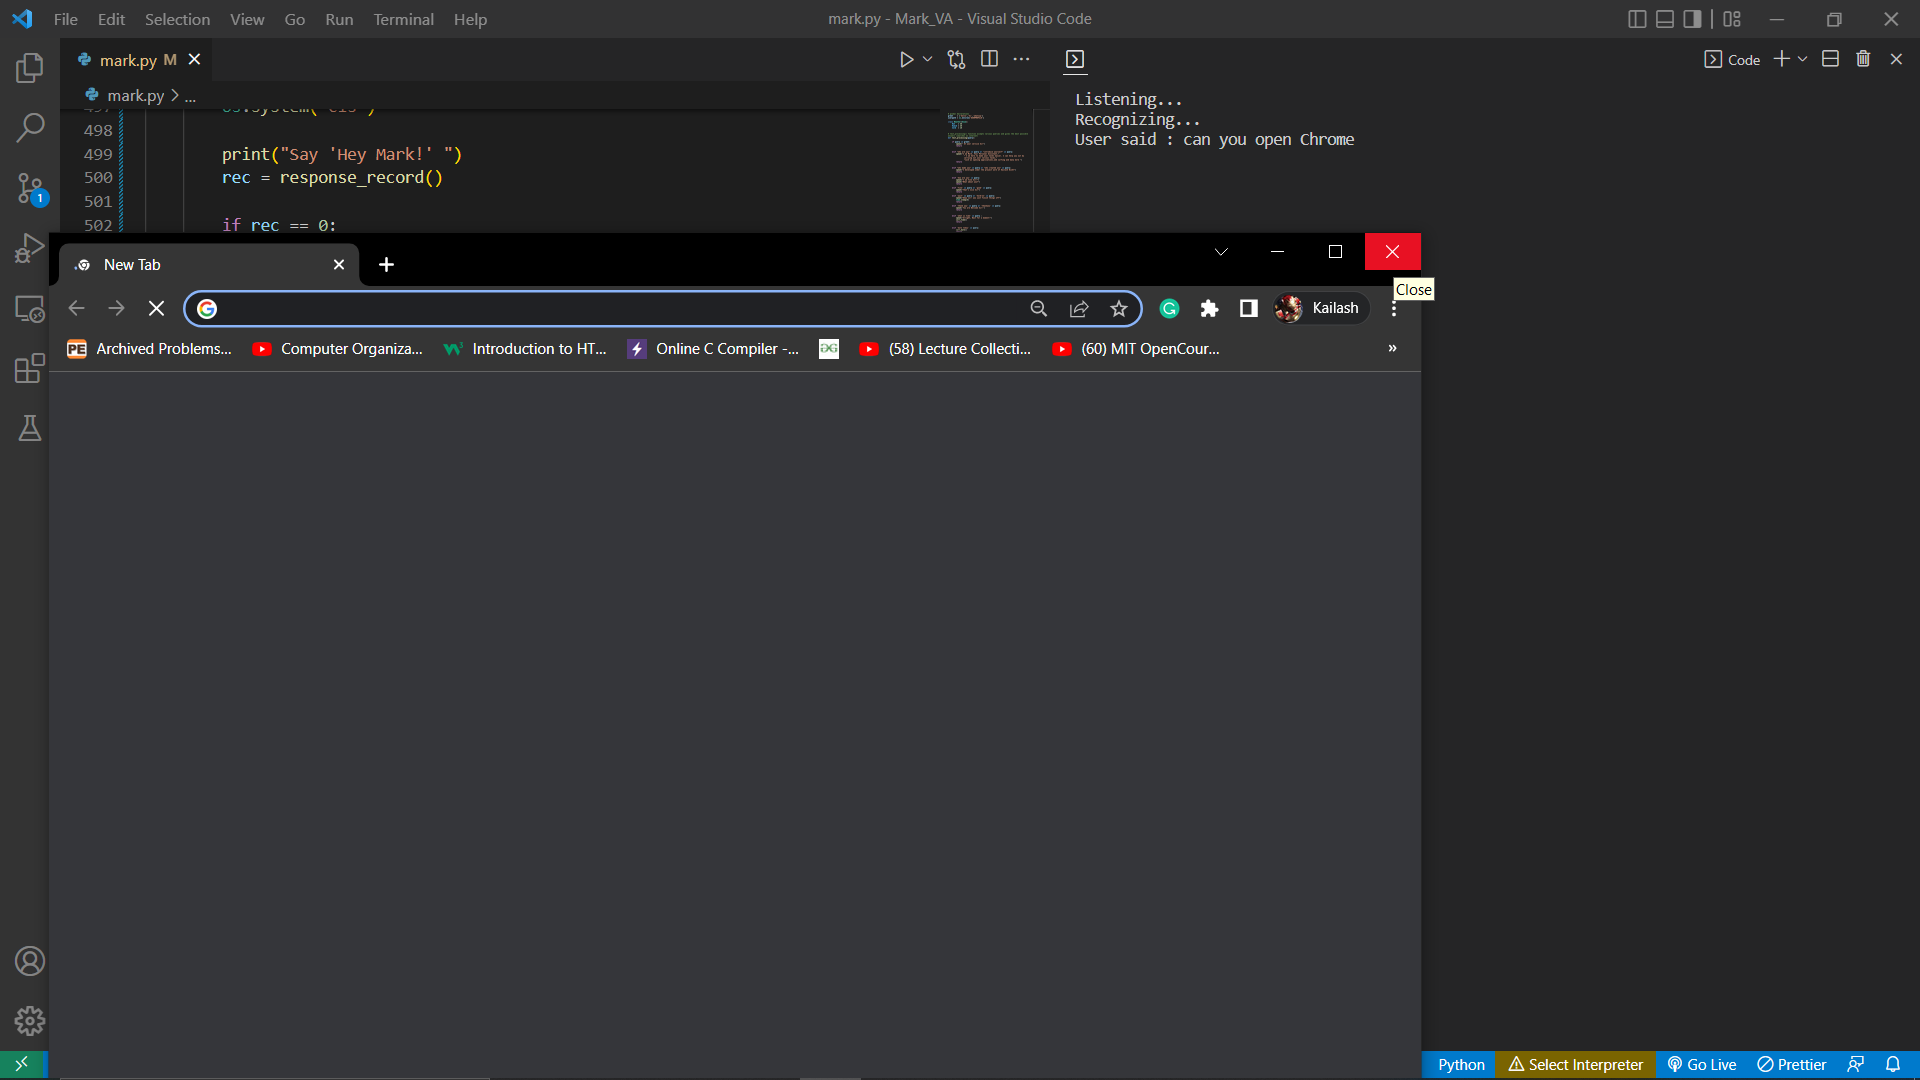 File Edit Selection View Go Run Terminal Help
mark.py - Mark_VA - Visual Studio Code
mark.py M
mark.py > ...
498
499 print("Say 'Hey Mark!' ")
500 rec = response_record()
501
502 if rec == 0:
Code
Listening...
Recognizing...
User said : can you open Chrome
1
New Tab
Close
Kailash
Archived Problems...
Computer Organiza...
Introduction to HT...
Online C Compiler -...
(58) Lecture Collecti...
(60) MIT OpenCour...
»
Python Select Interpreter Go Live Prettier